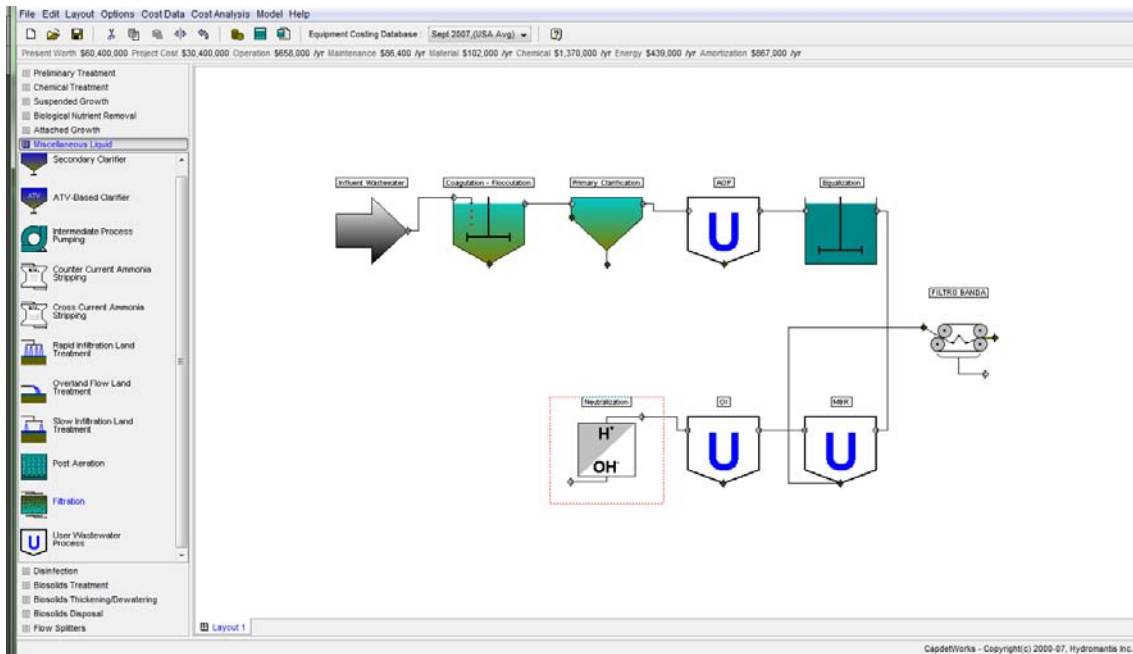 File Edit Layout Options Cost Data Cost Analysis Model Help
Equipment Costing Database : Sept 2007,(USA Avg)
Present Worth $60,400,000 Project Cost $30,400,000 Operation $658,000 /yr Maintenance $86,400 /yr Material $102,000 /yr Chemical $1,370,000 /yr Energy $439,000 /yr Amortization $867,000 /yr
Preliminary Treatment
Chemical Treatment
Suspended Growth
Biological Nutrient Removal
Attached Growth
Miscellaneous Liquid
Secondary Clarifier
ATV
ATV-Based Clarifier
Intermediate Process
Pumping
Counter Current Ammonia
Stripping
Cross Current Ammonia
Stripping
Rapid Infiltration Land
Treatment
Overland Flow Land
Treatment
Slow Infiltration Land
Treatment
Post Aeration
Filtration
U
User Wastewater
Process
Disinfection
Biosolids Treatment
Biosolids Thickening/Dewatering
Biosolids Disposal
Flow Splitters
Influent Wastewater
Coagulation - Flocculation
Primary Clarification
AOP
Equalization
U
FILTRO BANDA
Neutralization
OI
MBR
H+
OH-
U
U
Layout 1
CapdetWorks - Copyright(c) 2000-07, Hydromantis Inc.